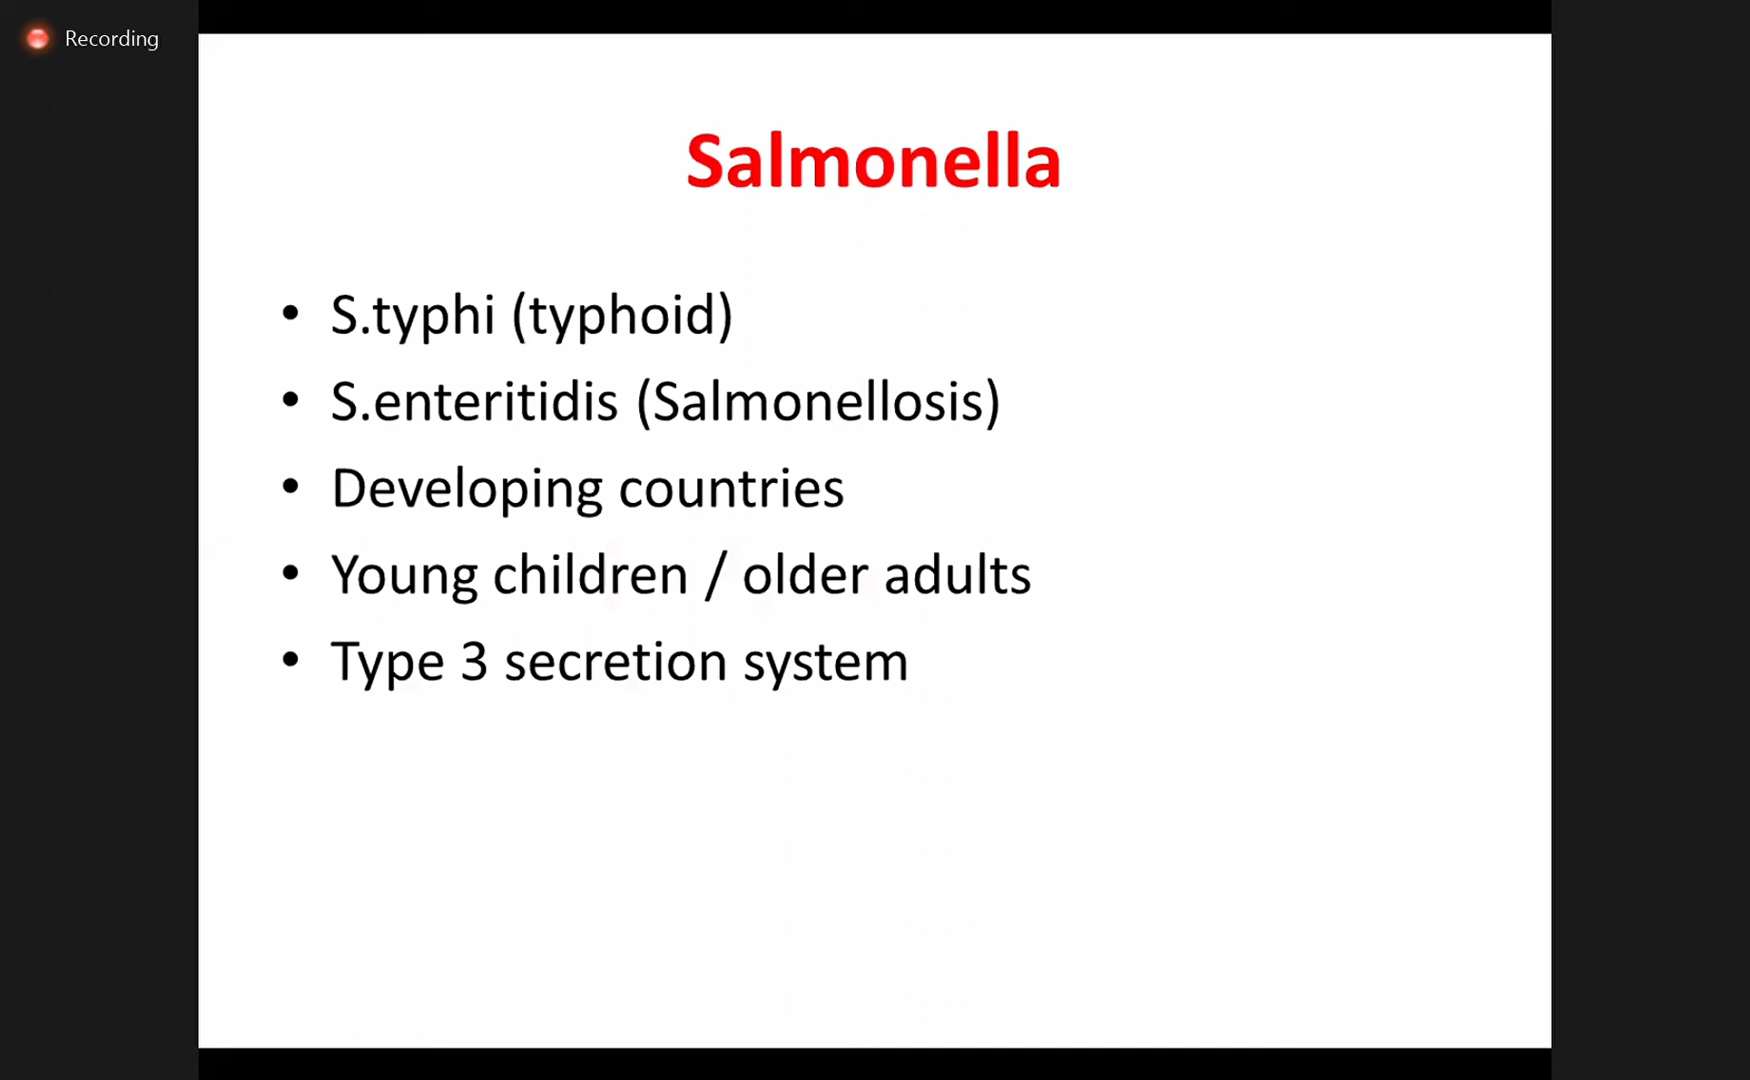 Recording
Salmonella
• S.typhi (typhoid)
• S.enteritidis (Salmonellosis)
• Developing countries
• Young children / older adults
• Type 3 secretion system